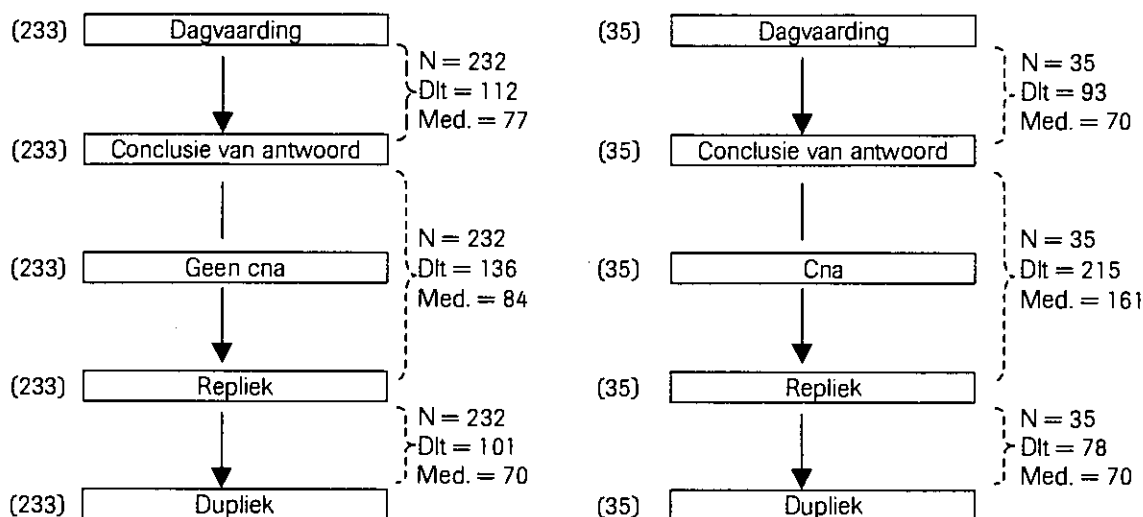 (233) Dagvaarding
N = 232
Dlt = 112
Med. = 77
(233) Conclusie van antwoord
N = 232
(233) Geen cna
Dlt = 136
Med. = 84
(233) Repliek
N = 232
Dlt = 101
Med. = 70
(233) Dupliek
(35) Dagvaarding
N = 35
Dlt = 93
Med. = 70
(35) Conclusie van antwoord
N = 35
(35) Cna
Dlt = 215
Med. = 161
(35) Repliek
N = 35
Dlt = 78
Med. = 70
(35) Dupliek